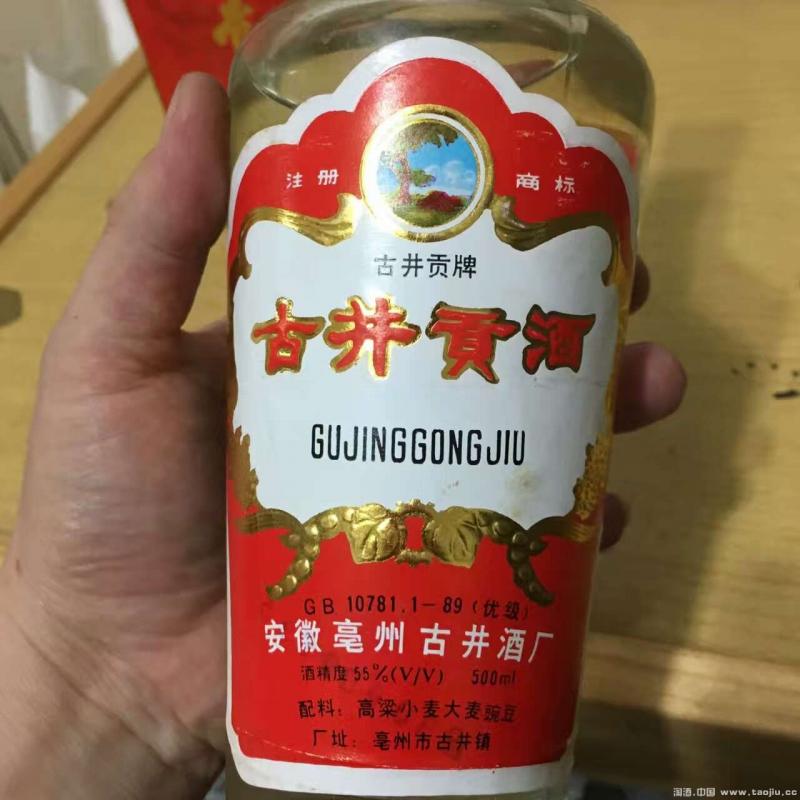 注册 商标
古井贡牌
古井贡酒
GUJINGGONGJIU
GB 10781.1-89(优级)
安徽亳州古井酒厂
酒精度55%(V/V) 500ml
配料:高粱小麦大麦豌豆
厂址:亳州市古井镇
淘酒.中国 www.taojiu.cc